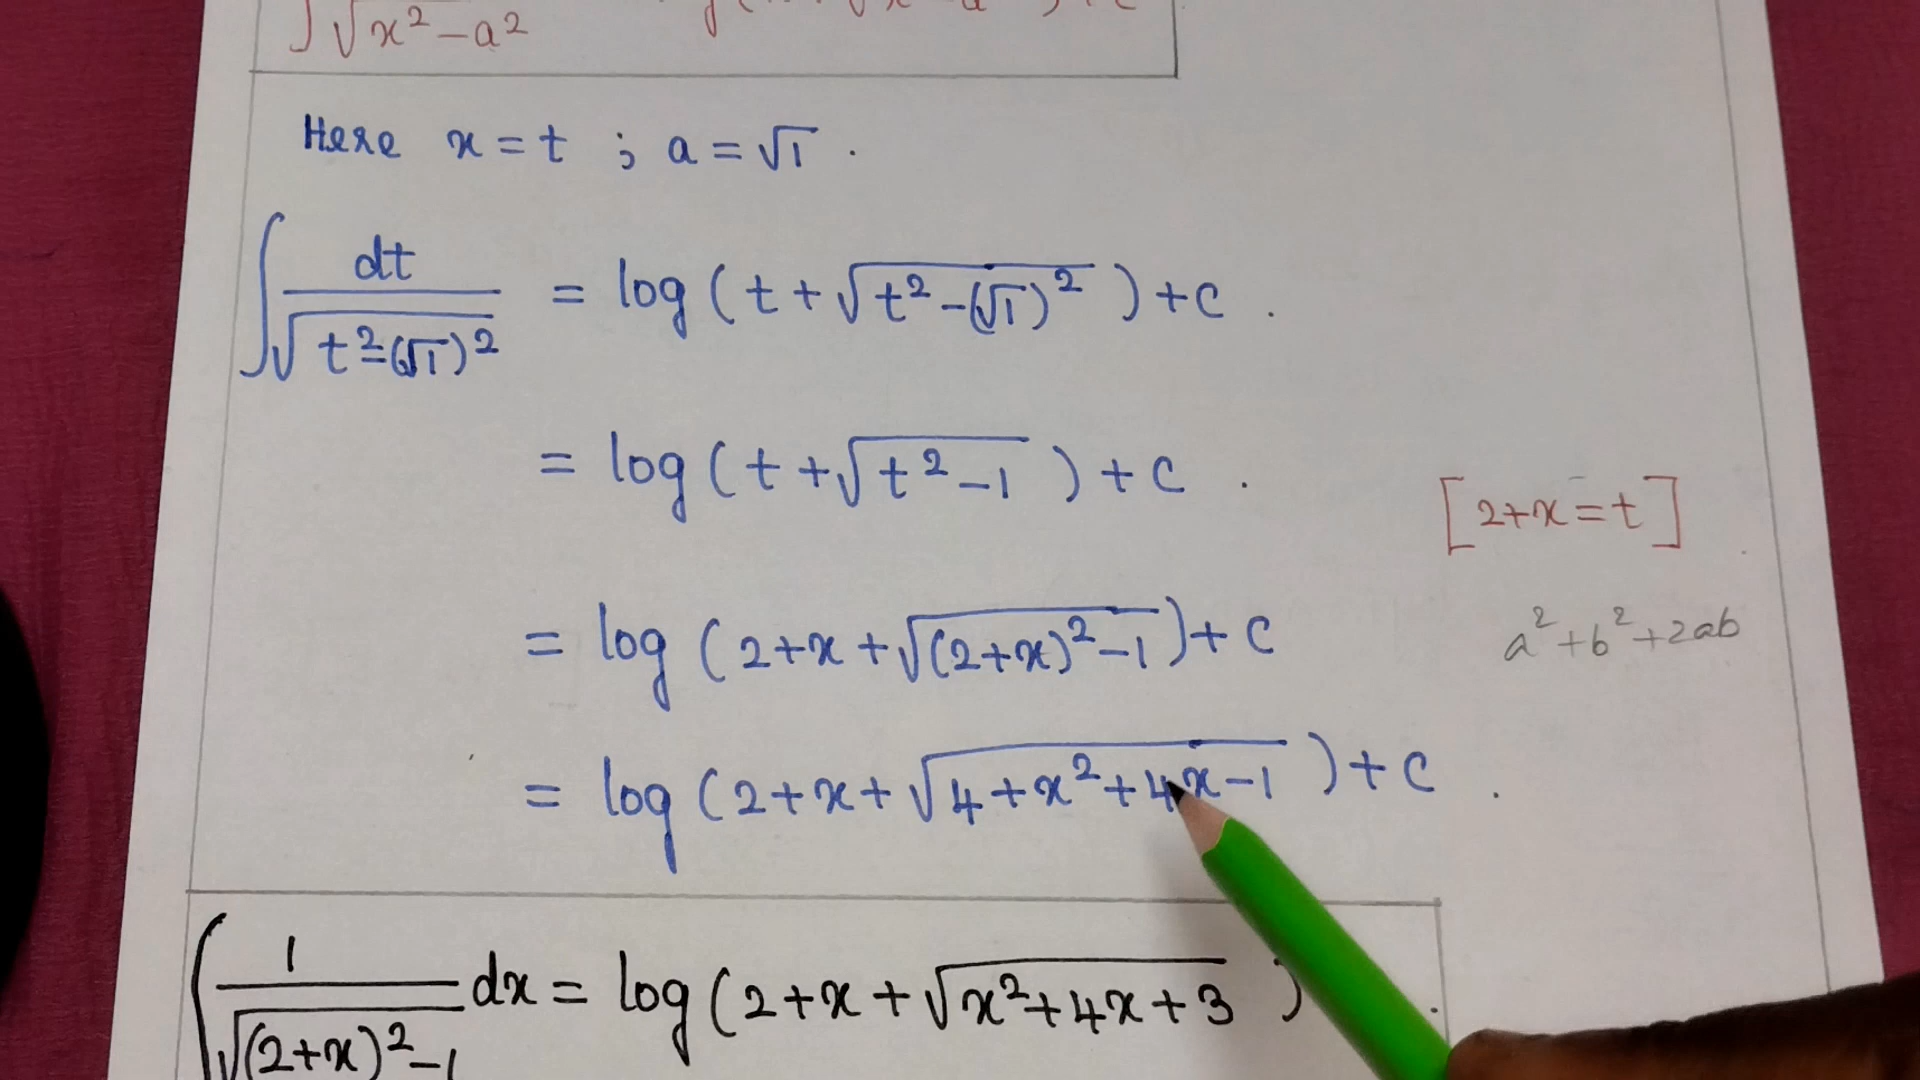 ∫ √x²−a²
Here x = t ; a = √1 .
∫ dt / √t²−(√1)² = log ( t + √t²−(√1)² ) + c .
= log ( t + √t²−1 ) + c .
[ 2+x = t ]
= log ( 2+x + √(2+x)²−1 ) + c
a²+b²+2ab
= log ( 2+x + √4+x²+4x−1 ) + c .
∫ 1 / √(2+x)²−1 dx = log ( 2+x + √x²+4x+3 )